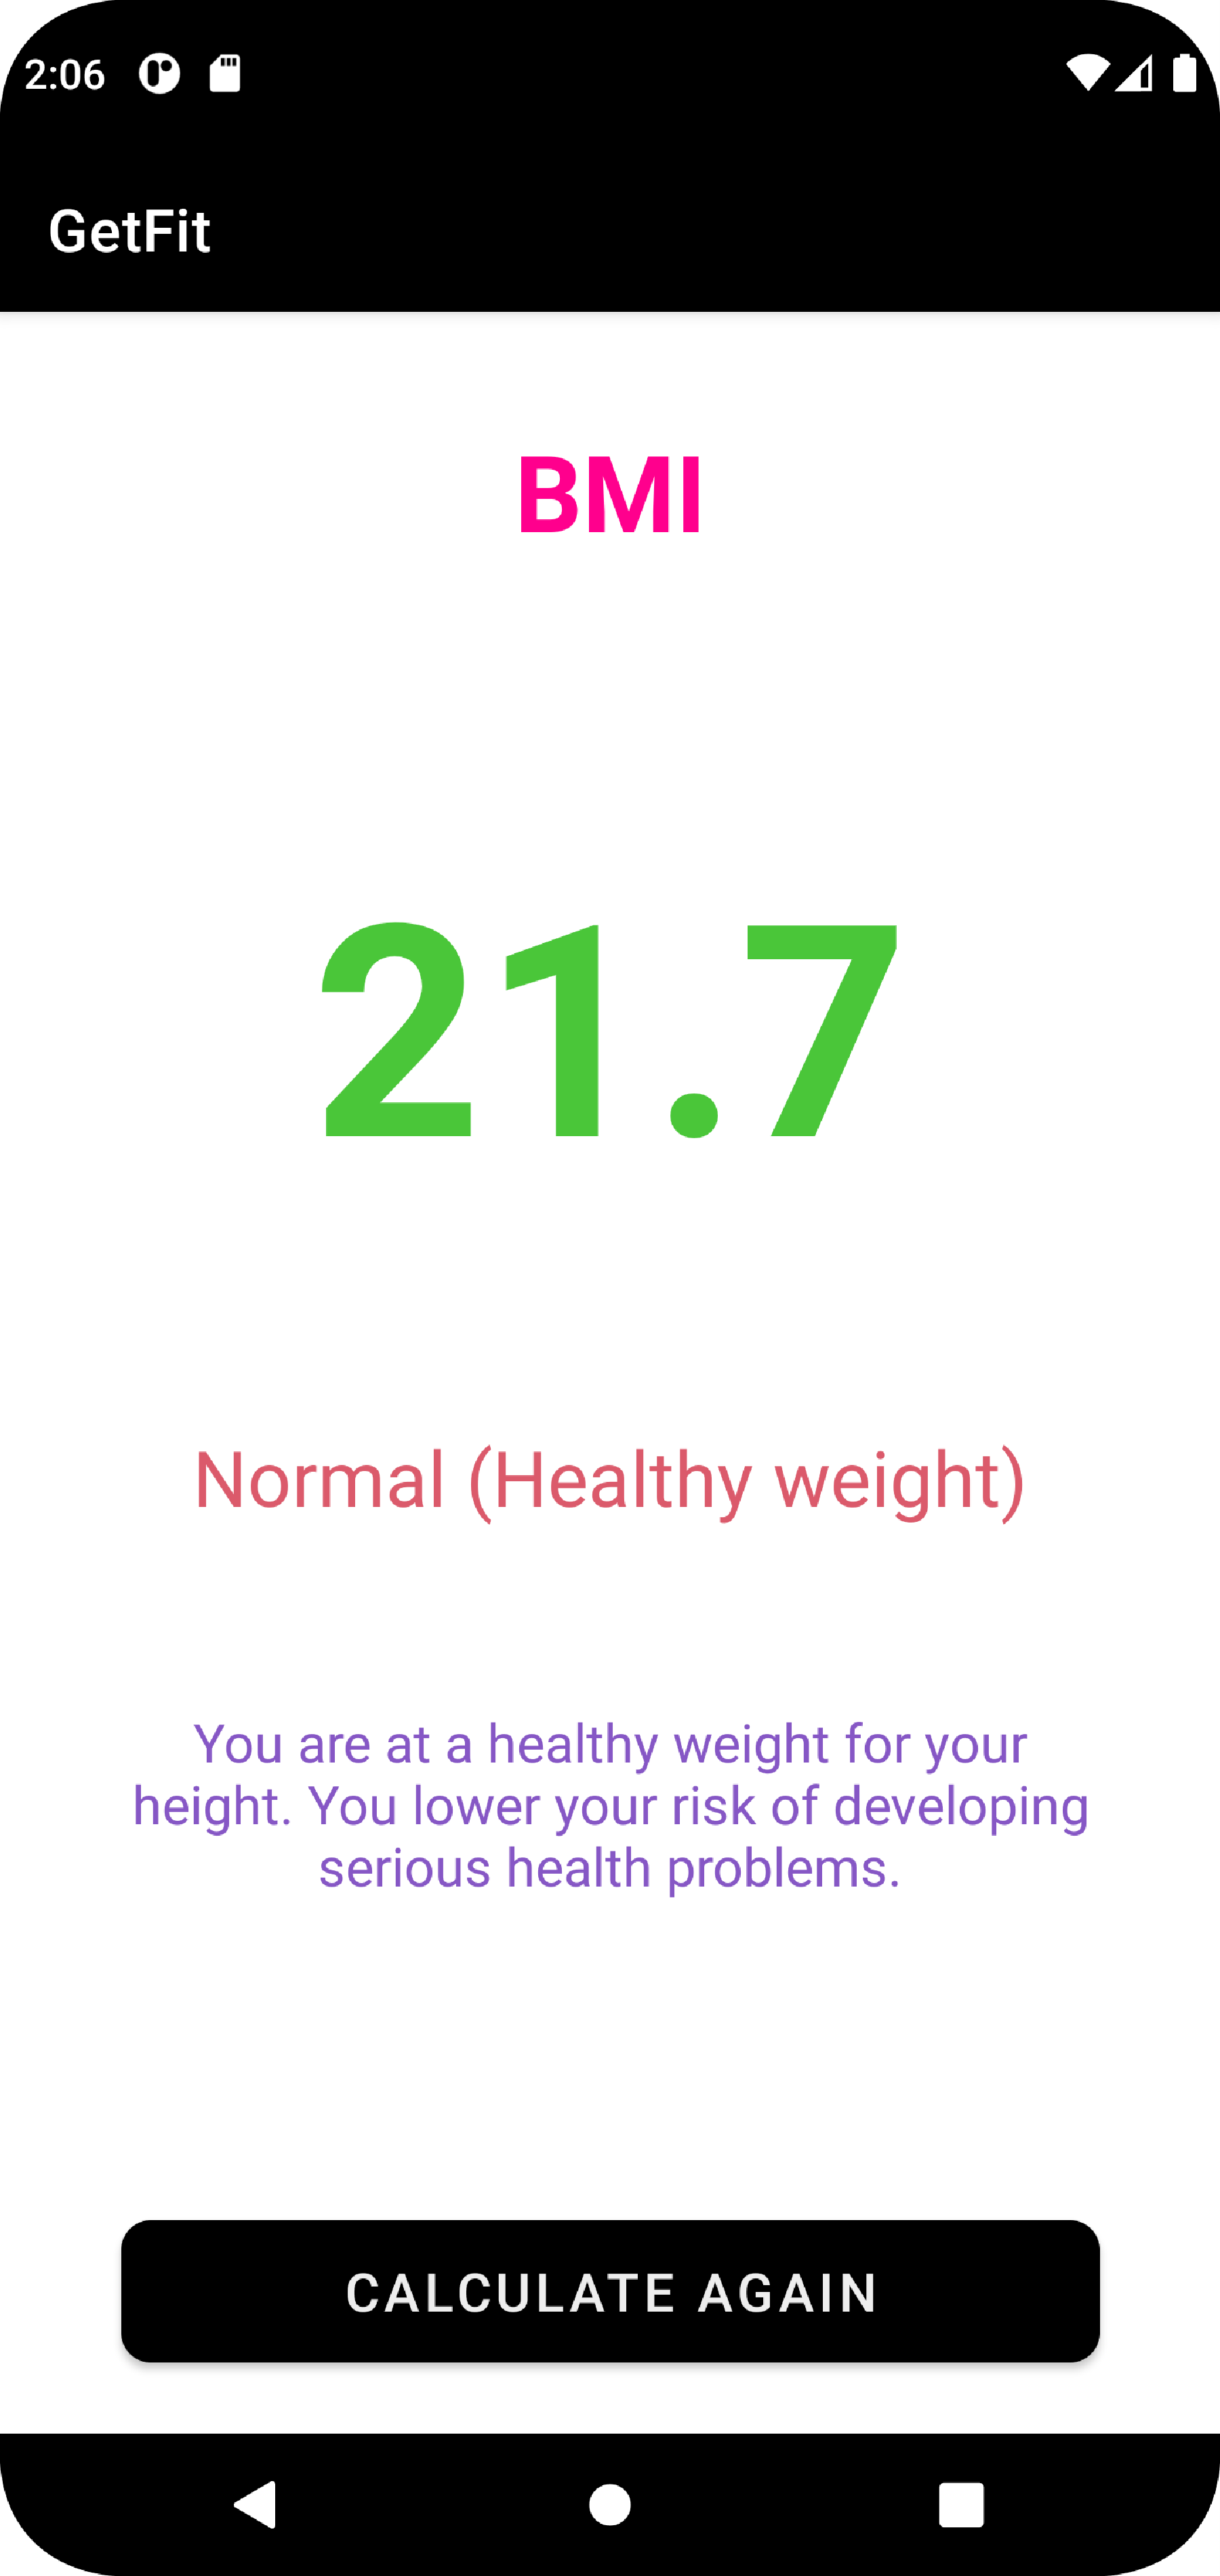 2:06
GetFit
BMI
21.7
Normal (Healthy weight)
You are at a healthy weight for your
height. You lower your risk of developing
serious health problems.
CALCULATE AGAIN